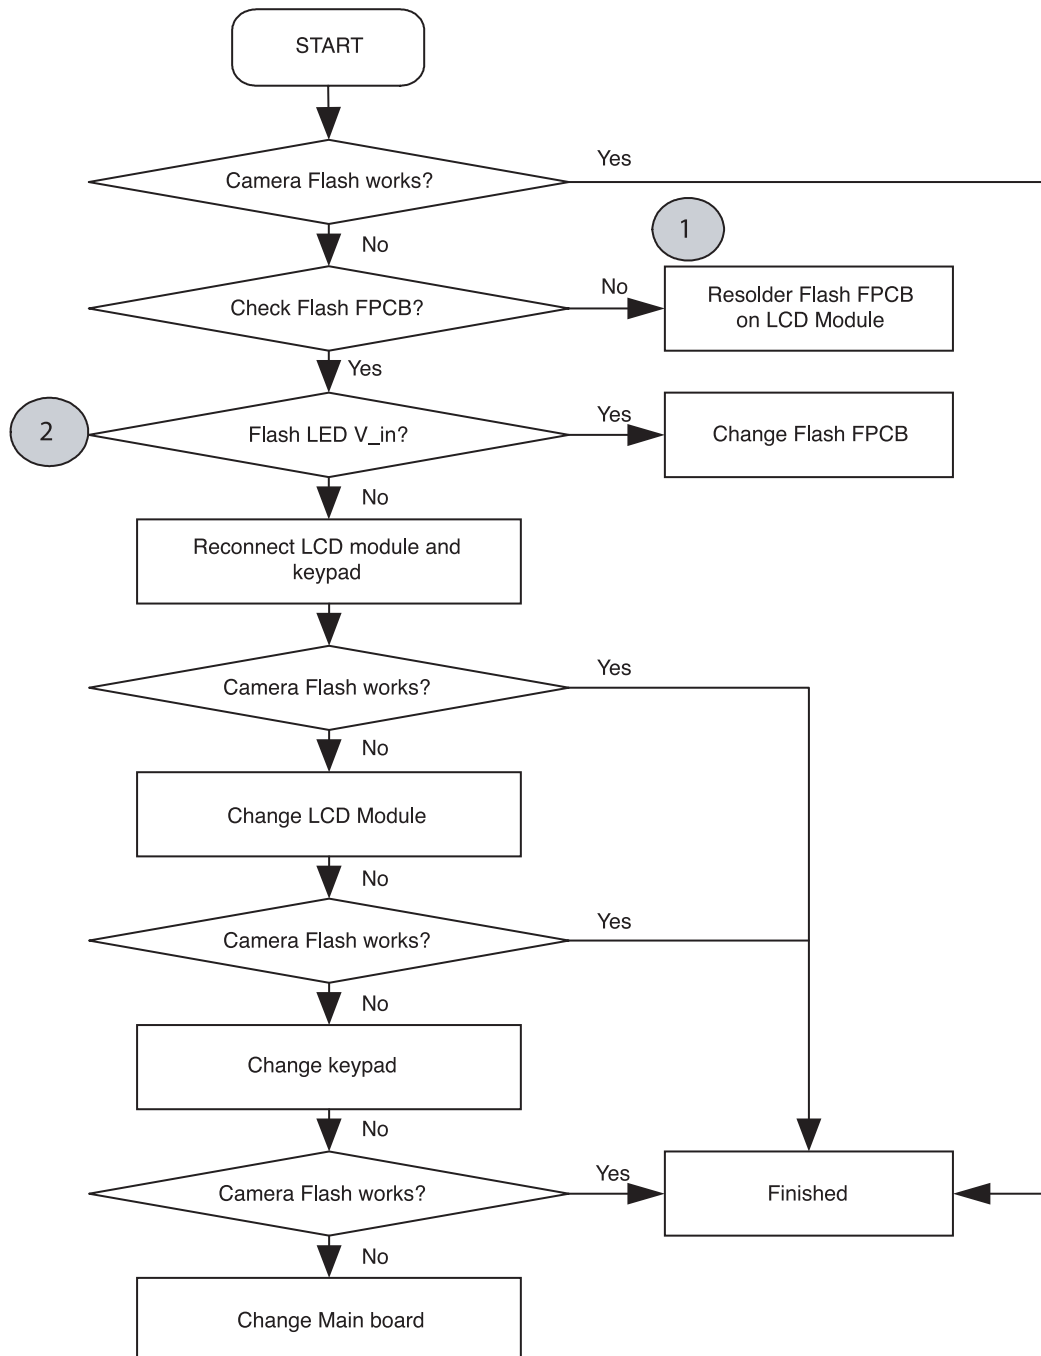 START
Camera Flash works?
Yes
No
1
Check Flash FPCB?
No
Resolder Flash FPCB
on LCD Module
Yes
2
Flash LED V_in?
Yes
Change Flash FPCB
No
Reconnect LCD module and
keypad
Camera Flash works?
Yes
No
Change LCD Module
No
Camera Flash works?
Yes
No
Change keypad
No
Camera Flash works?
Yes
Finished
No
Change Main board